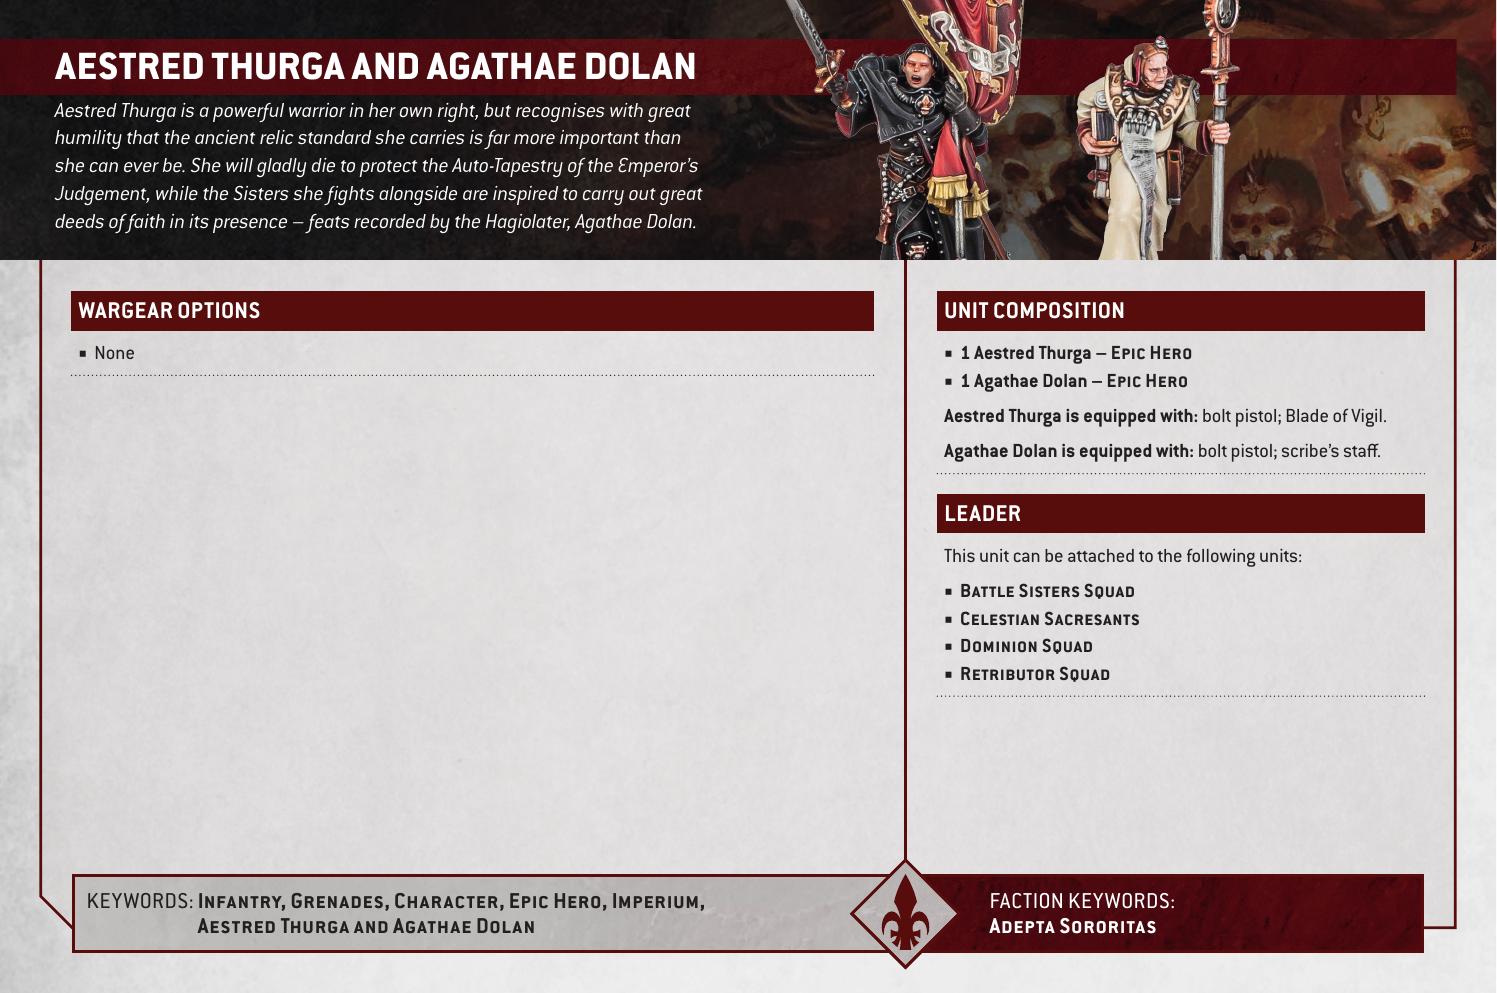 AESTRED THURGA AND AGATHAE DOLAN
Aestred Thurga is a powerful warrior in her own right, but recognises with great
humility that the ancient relic standard she carries is far more important than
she can ever be. She will gladly die to protect the Auto-Tapestry of the Emperor’s
Judgement, while the Sisters she fights alongside are inspired to carry out great
deeds of faith in its presence – feats recorded by the Hagiolater, Agathae Dolan.
WARGEAR OPTIONS
▪ None
UNIT COMPOSITION
▪ 1 Aestred Thurga – Epic Hero
▪ 1 Agathae Dolan – Epic Hero
Aestred Thurga is equipped with: bolt pistol; Blade of Vigil.
Agathae Dolan is equipped with: bolt pistol; scribe’s staff.
LEADER
This unit can be attached to the following units:
▪ Battle Sisters Squad
▪ Celestian Sacresants
▪ Dominion Squad
▪ Retributor Squad
KEYWORDS: Infantry, Grenades, Character, Epic Hero, Imperium,
Aestred Thurga and Agathae Dolan
FACTION KEYWORDS:
Adepta Sororitas